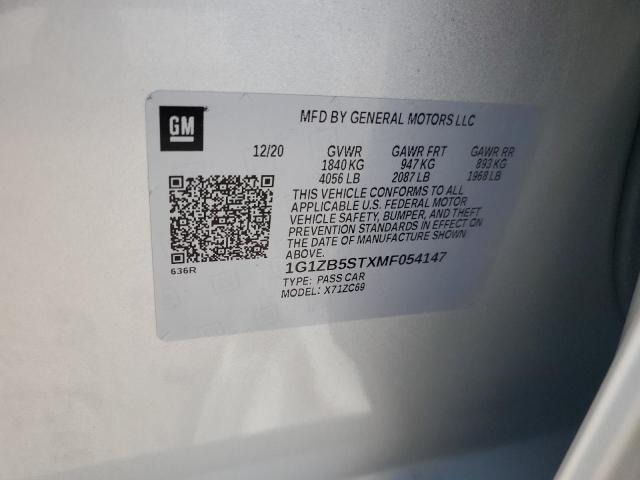 GM
MFD BY GENERAL MOTORS LLC
12/20 GVWR GAWR FRT GAWR RR
1840 KG 947 KG 893 KG
4056 LB 2087 LB 1968 LB
THIS VEHICLE CONFORMS TO ALL
APPLICABLE U.S. FEDERAL MOTOR
VEHICLE SAFETY, BUMPER, AND THEFT
PREVENTION STANDARDS IN EFFECT ON
THE DATE OF MANUFACTURE SHOWN
ABOVE.
636R
1G1ZB5STXMF054147
TYPE: PASS CAR
MODEL: X71ZC69